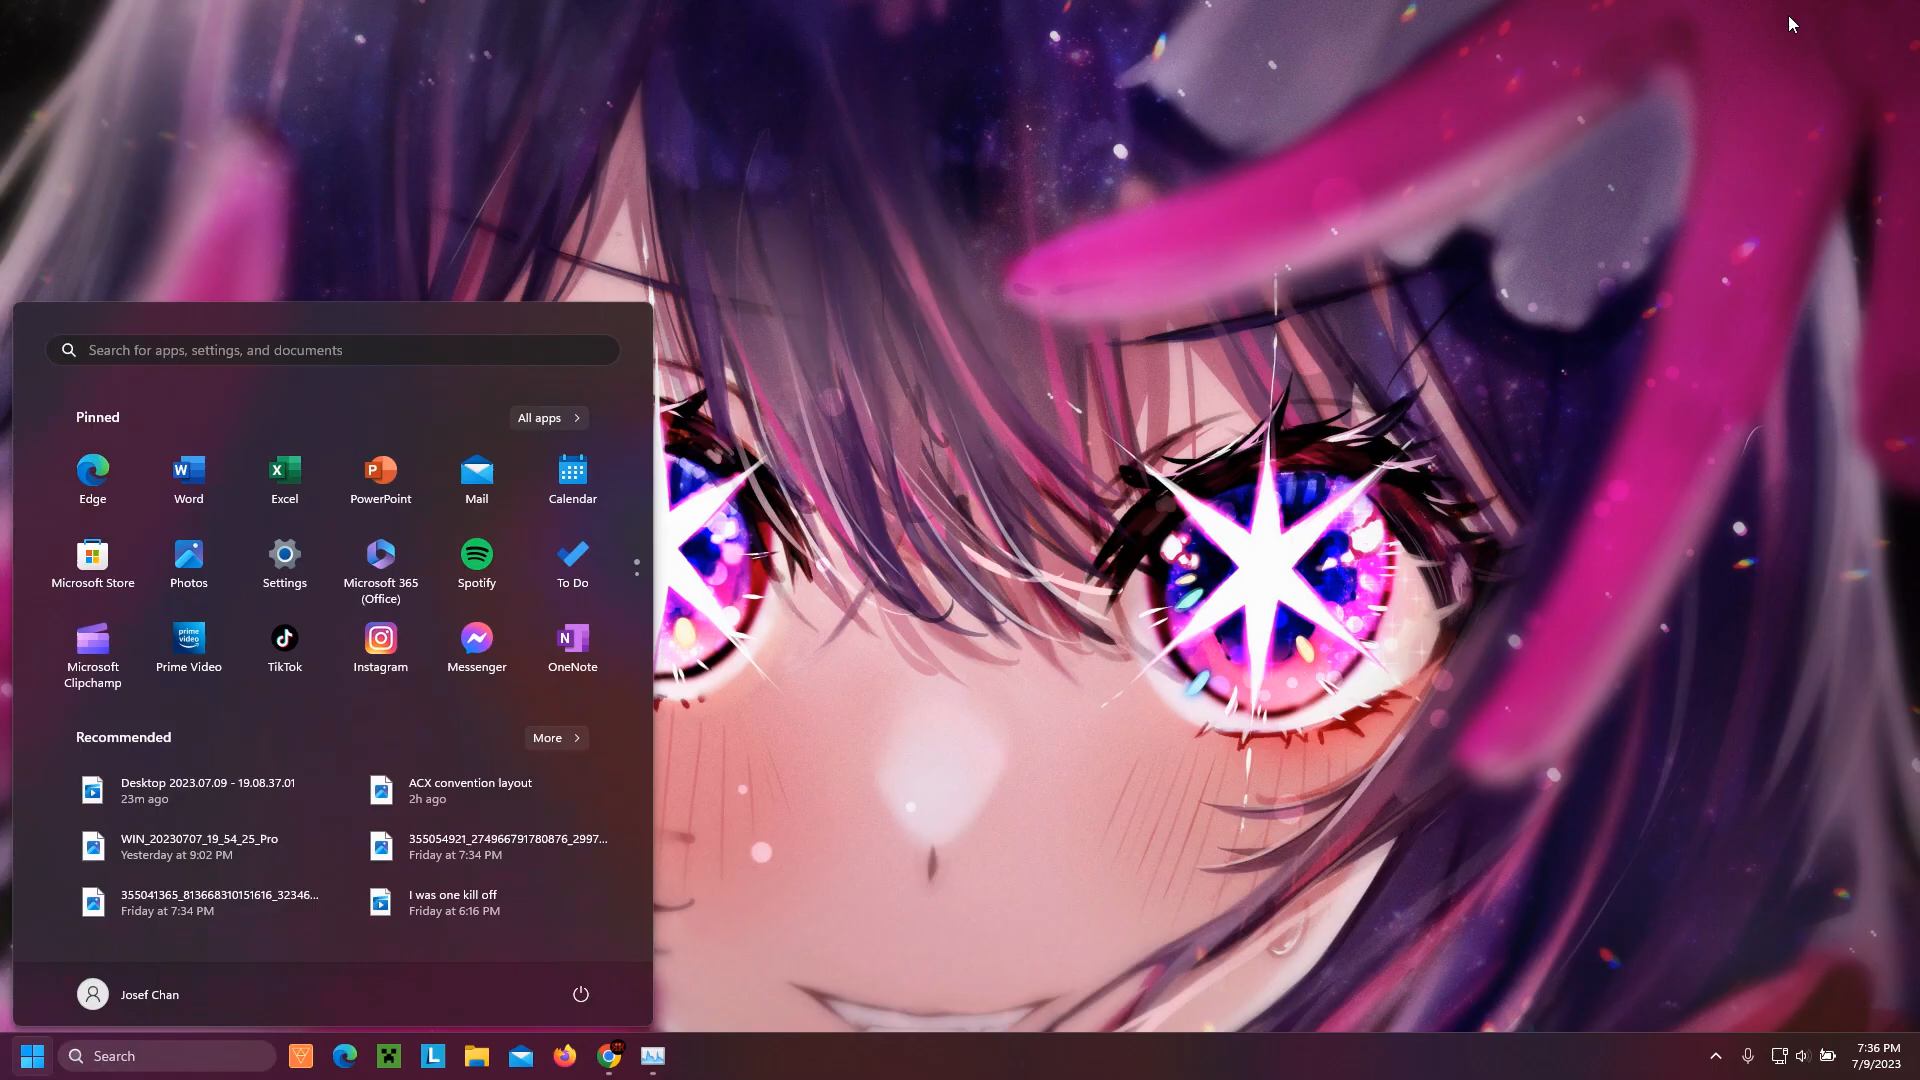 Search for apps, settings, and documents
Pinned
All apps
Edge
Word
Excel
PowerPoint
Mail
Calendar
Microsoft Store
Photos
Settings
Microsoft 365
(Office)
Spotify
To Do
Microsoft
Clipchamp
prime video
Prime Video
TikTok
Instagram
Messenger
OneNote
Recommended
More
Desktop 2023.07.09 - 19.08.37.01
23m ago
ACX convention layout
2h ago
WIN_20230707_19_54_25_Pro
Yesterday at 9:02 PM
355054921_274966791780876_2997...
Friday at 7:34 PM
355041365_813668310151616_32346...
Friday at 7:34 PM
I was one kill off
Friday at 6:16 PM
Josef Chan
Search
L
7:36 PM
7/9/2023